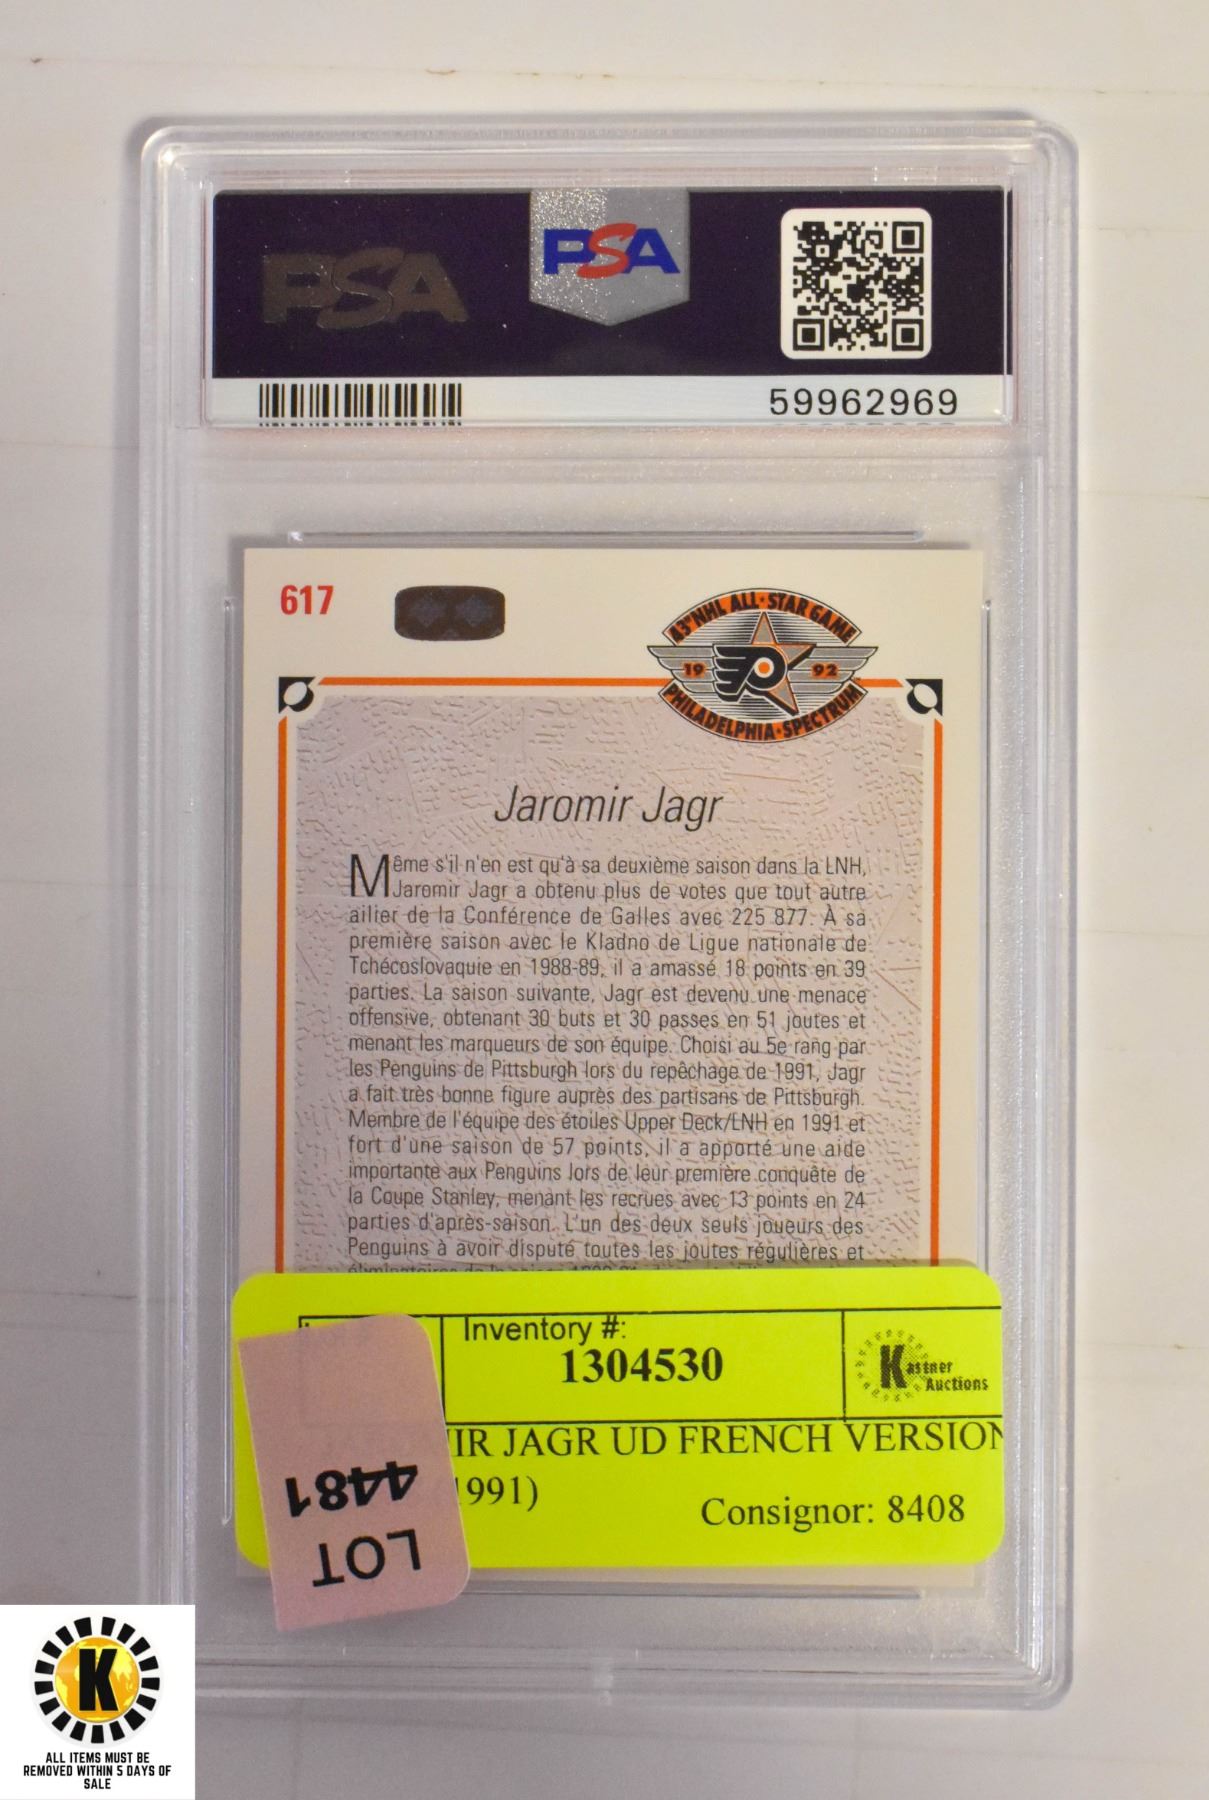 PSA
PSA
59962969
617
43rd NHL ALL·STAR GAME
19 92
PHILADELPHIA·SPECTRUM
Jaromir Jagr
Même s'il n'en est qu'à sa deuxième saison dans la LNH,
Jaromir Jagr a obtenu plus de votes que tout autre
ailier de la Conférence de Galles avec 225 877. À sa
première saison avec le Kladno de Ligue nationale de
Tchécoslovaquie en 1988-89, il a amassé 18 points en 39
parties. La saison suivante, Jagr est devenu une menace
offensive, obtenant 30 buts et 30 passes en 51 joutes et
menant les marqueurs de son équipe. Choisi au 5e rang par
les Penguins de Pittsburgh lors du repêchage de 1991, Jagr
a fait très bonne figure auprès des partisans de Pittsburgh.
Membre de l'équipe des étoiles Upper Deck/LNH en 1991 et
fort d'une saison de 57 points, il a apporté une aide
importante aux Penguins lors de leur première conquête de
la Coupe Stanley, menant les recrues avec 13 points en 24
parties d'après-saison. L'un des deux seuls joueurs des
Penguins à avoir disputé toutes les joutes régulières et
Inventory #:
1304530
Kastner
Auctions
IR JAGR UD FRENCH VERSION
1991)
Consignor: 8408
LOT
4481
K
ALL ITEMS MUST BE
REMOVED WITHIN 5 DAYS OF
SALE